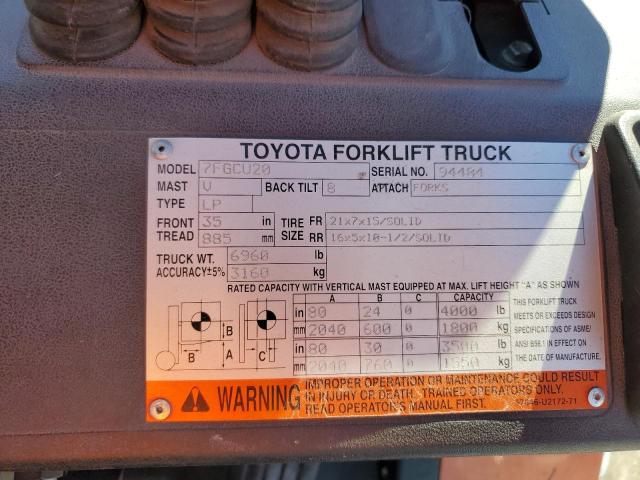 TOYOTA FORKLIFT TRUCK
MODEL 7FGCU20 SERIAL NO. 94484
MAST V BACK TILT 8 ATTACH FORKS
TYPE LP
FRONT TREAD 35 in TIRE SIZE FR 21x7x15/SOLID
885 mm RR 16x5x10-1/2/SOLID
TRUCK WT. 6960 lb
ACCURACY±5% 3160 kg
RATED CAPACITY WITH VERTICAL MAST EQUIPPED AT MAX. LIFT HEIGHT "A" AS SHOWN
A B C CAPACITY
in 80 24 0 4000 lb
mm 2040 600 0 1800 kg
in 80 30 0 3500 lb
mm 2040 760 0 1550 kg
B
A
B C
THIS FORKLIFT TRUCK
MEETS OR EXCEEDS DESIGN
SPECIFICATIONS OF ASME/
ANSI B56.1 IN EFFECT ON
THE DATE OF MANUFACTURE.
WARNING
IMPROPER OPERATION OR MAINTENANCE COULD RESULT
IN INJURY OR DEATH. TRAINED OPERATORS ONLY.
READ OPERATORS MANUAL FIRST.
57646-U2172-71